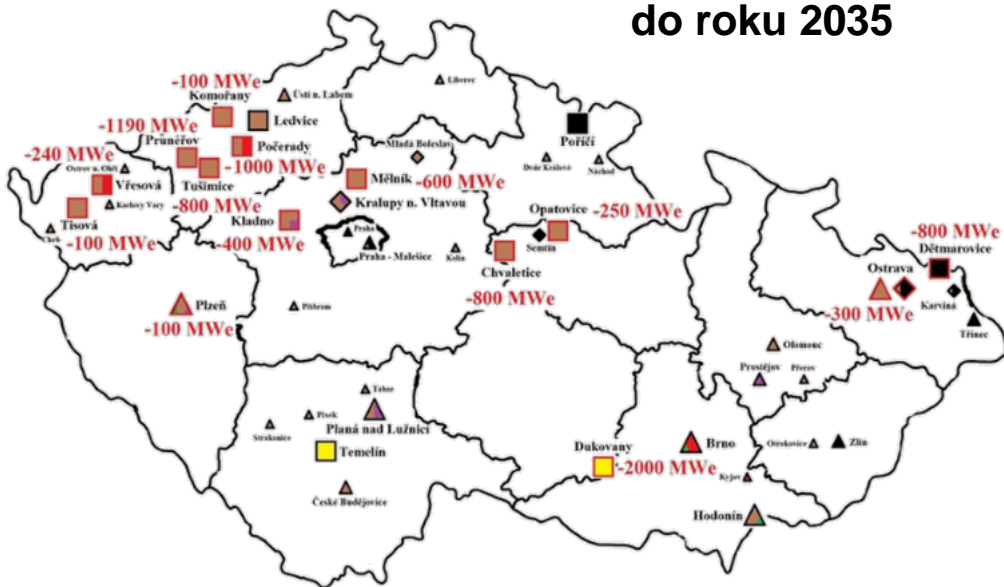 do roku 2035
-100 MWe
Komořany
Ústí n. Labem
Liberec
Ledvice
-1190 MWe
Prunéřov
Počerady
-1000 MWe
Poříčí
Mladá Boleslav
Dvůr Králové
Náchod
-240 MWe
Ostrov n. Ohří
Vřesová
Tušimice
Mělník
-600 MWe
Karlovy Vary
-800 MWe
Kralupy n. Vltavou
Tisová
Cheb
-100 MWe
Kladno
-400 MWe
Praha
Praha - Malešice
Kolín
Opatovice
-250 MWe
Semtín
Chvaletice
-800 MWe
-800 MWe
Dětmarovice
Ostrava
Karviná
-300 MWe
Třinec
Plzeň
-100 MWe
Příbram
Olomouc
Prostějov
Přerov
Tábor
Písek
Planá nad Lužnicí
Strakonice
Temelín
České Budějovice
Dukovany
-2000 MWe
Brno
Otrokovice
Zlín
Kyjov
Hodonín